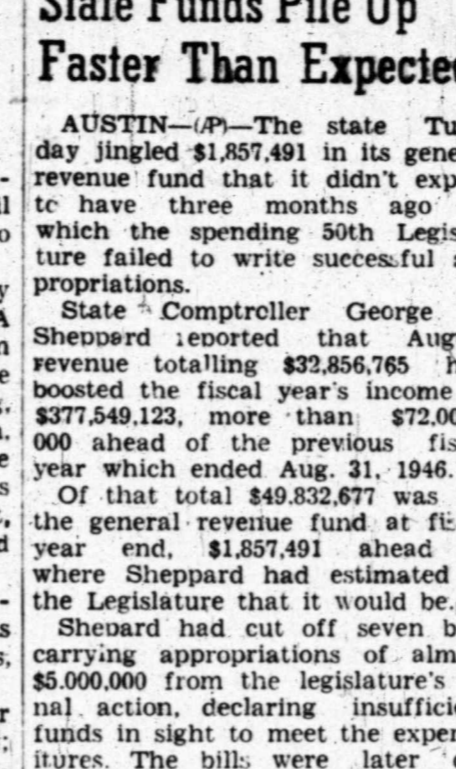 State Funds Pile Up
Faster Than Expecte
AUSTIN—(AP)—The state Tu
day jingled $1,857,491 in its gene
revenue fund that it didn't exp
to have three months ago
which the spending 50th Legis
ture failed to write successful a
propriations.
State Comptroller George
Sheppard reported that Aug
revenue totalling $32,856,765 h
boosted the fiscal year's income
$377,549,123, more than $72,00
000 ahead of the previous fis
year which ended Aug. 31, 1946.
Of that total $49,832,677 was
the general revenue fund at fi
year end, $1,857,491 ahead
where Sheppard had estimated
the Legislature that it would be.
Shepard had cut off seven b
carrying appropriations of alm
$5,000,000 from the legislature's
nal action, declaring insuffici
funds in sight to meet the expen
itures. The bills were later